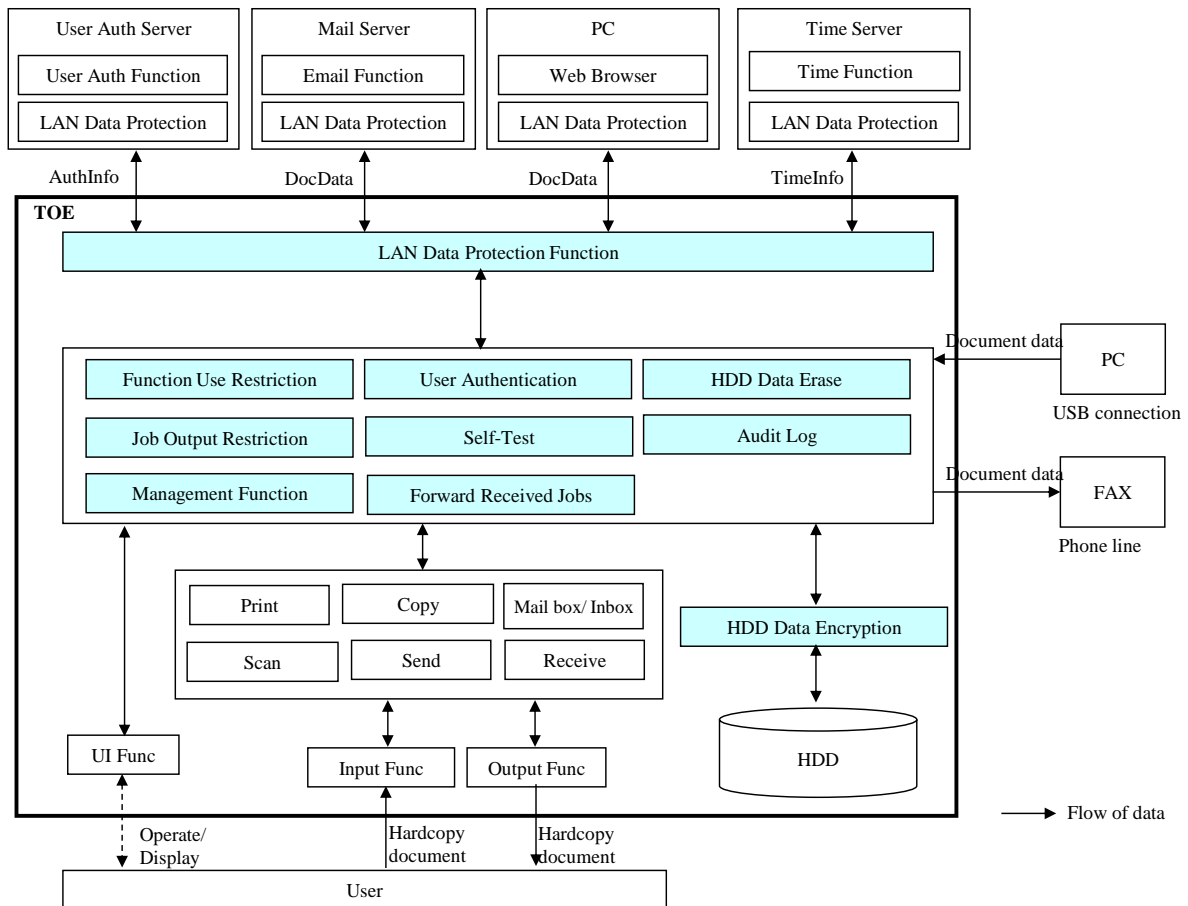 User Auth Server
Mail Server
PC
Time Server
User Auth Function
Email Function
Web Browser
Time Function
LAN Data Protection
LAN Data Protection
LAN Data Protection
LAN Data Protection
AuthInfo
DocData
DocData
TimeInfo
TOE
LAN Data Protection Function
Function Use Restriction
User Authentication
HDD Data Erase
Job Output Restriction
Self-Test
Audit Log
Management Function
Forward Received Jobs
Document data
PC
USB connection
Document data
FAX
Phone line
Print
Copy
Mail box/ Inbox
Scan
Send
Receive
HDD Data Encryption
HDD
UI Func
Input Func
Output Func
Flow of data
Operate/
Display
Hardcopy
document
Hardcopy
document
User